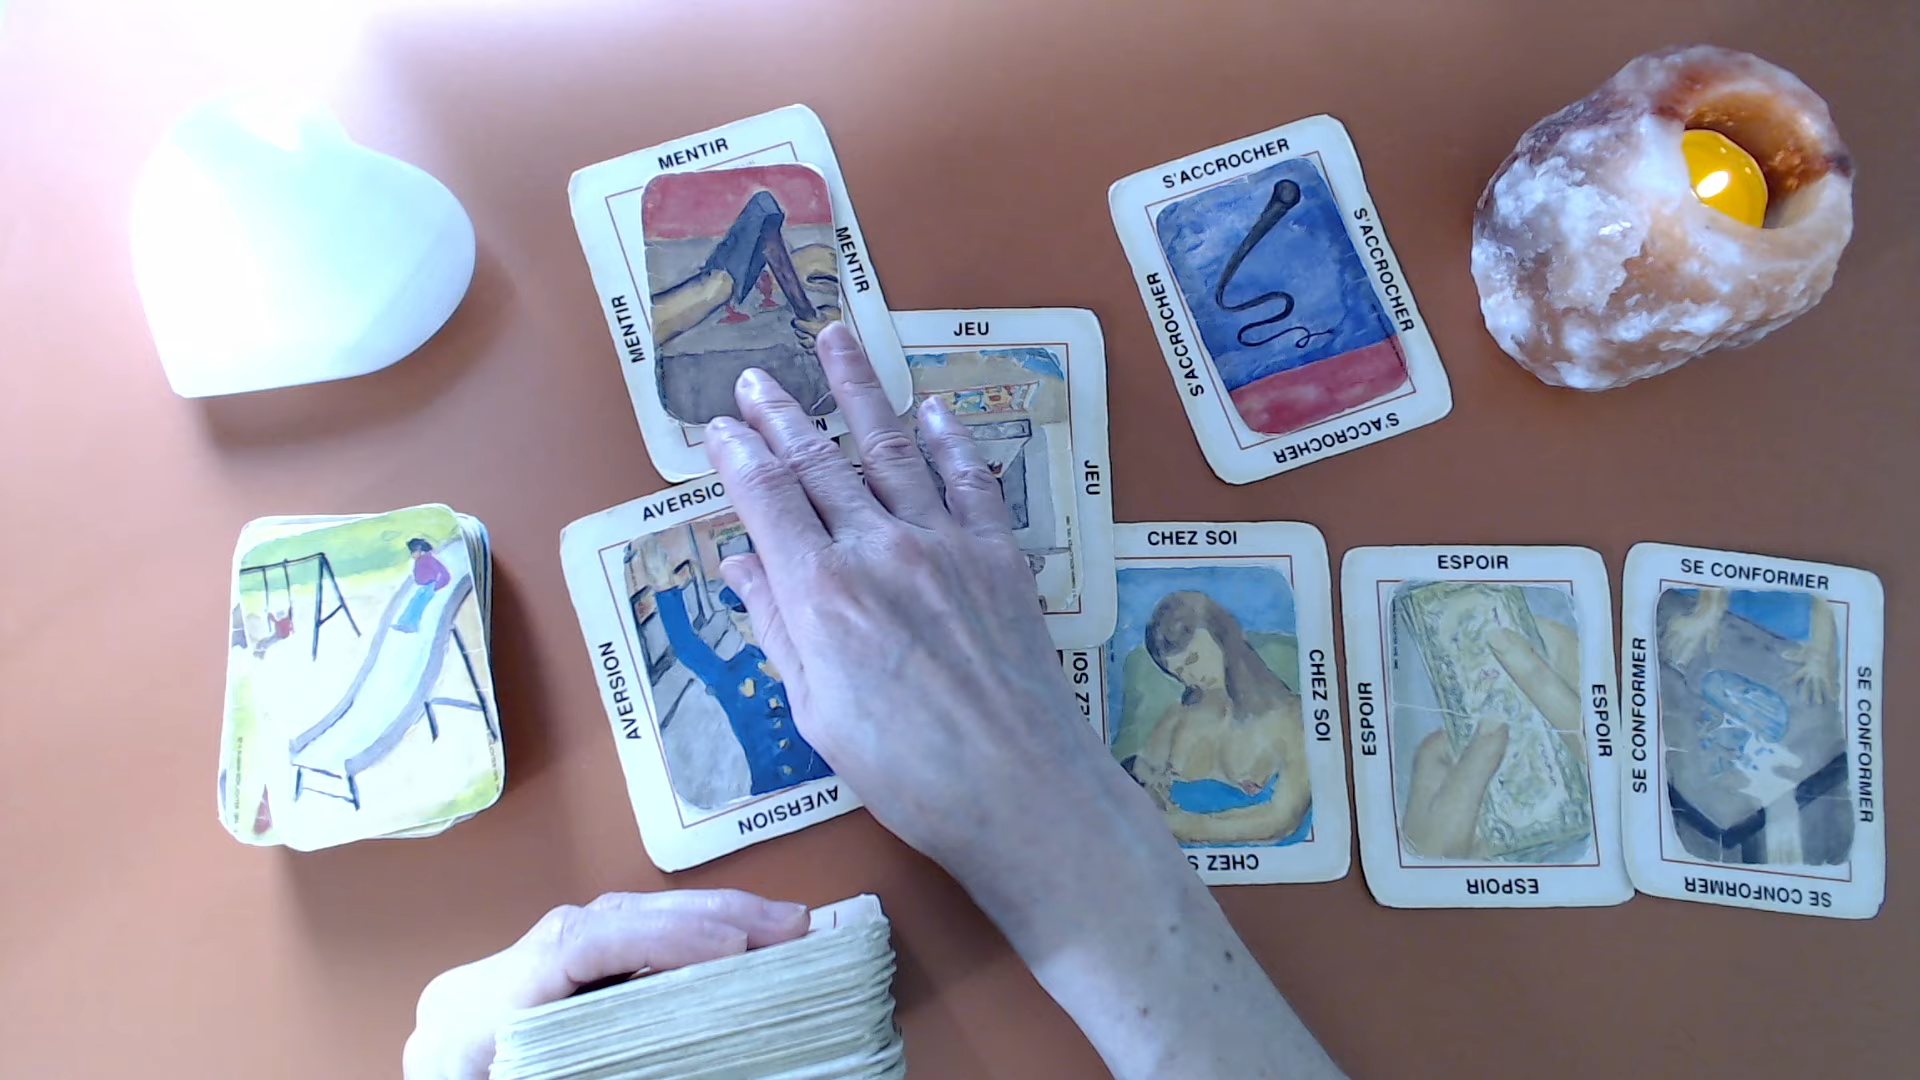 MENTIR
MENTIR
MENTIR
S'ACCROCHER
S'ACCROCHER
S'ACCROCHER
S'ACCROCHER
JEU
JEU
AVERSIO
AVERSION
AVERSION
CHEZ SOI
CHEZ SOI
Z SOI
CHEZ S
ESPOIR
ESPOIR
ESPOIR
ESPOIR
SE CONFORMER
SE CONFORMER
SE CONFORMER
SE CONFORMER